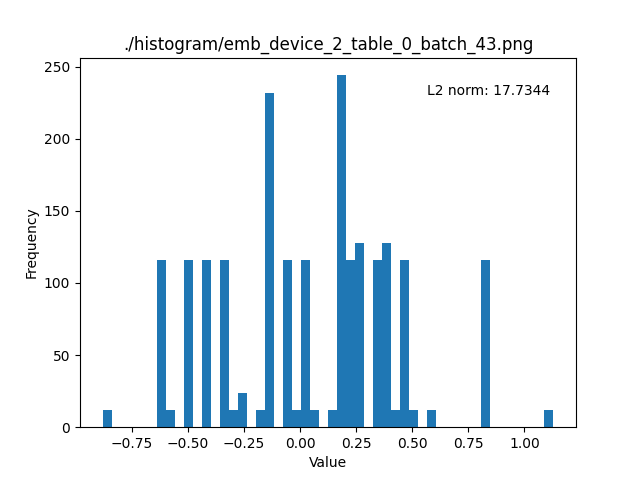 ./histogram/emb_device_2_table_0_batch_43.png
L2 norm: 17.7344
250
200
150
100
50
0
Frequency
−0.75 −0.50 −0.25 0.00 0.25 0.50 0.75 1.00
Value